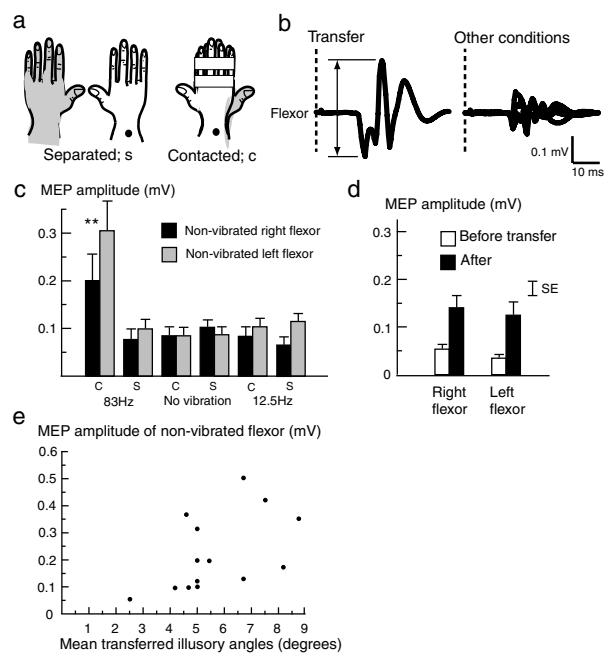 a
Separated; s
Contacted; c
b
Transfer
Other conditions
Flexor
0.1 mV
10 ms
c
MEP amplitude (mV)
**
Non-vibrated right flexor
Non-vibrated left flexor
0.3
0.2
0.1
C S C S C S
83Hz No vibration 12.5Hz
d
MEP amplitude (mV)
Before transfer
After
SE
0.3
0.2
0.1
0
Right flexor
Left flexor
e
MEP amplitude of non-vibrated flexor (mV)
0.6
0.5
0.4
0.3
0.2
0.1
0
1 2 3 4 5 6 7 8 9
Mean transferred illusory angles (degrees)